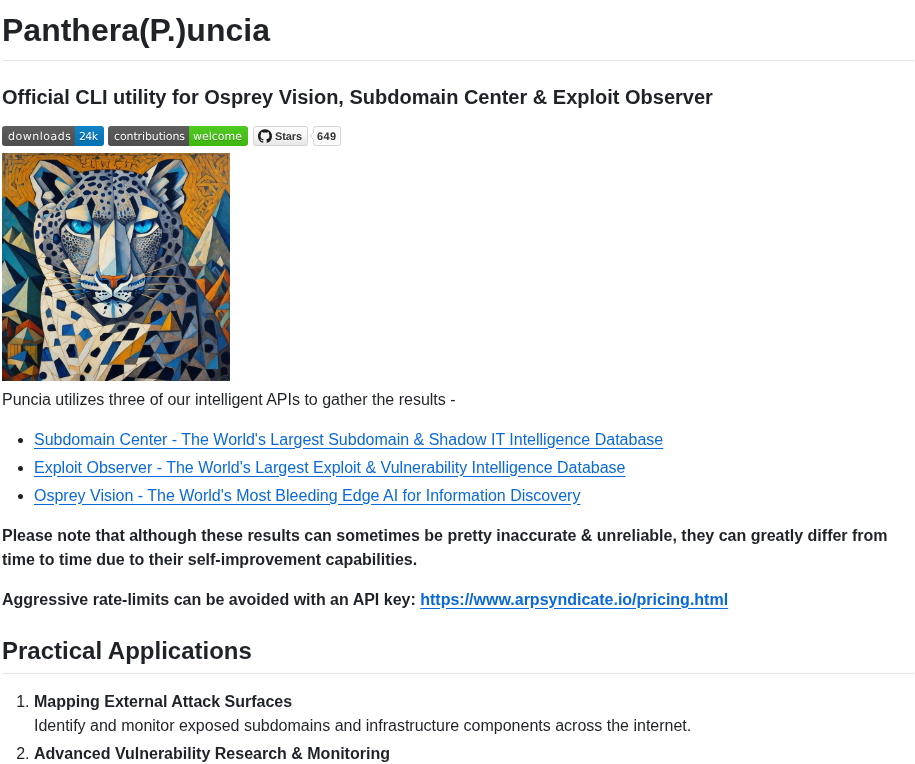 Panthera(P.)uncia
Official CLI utility for Osprey Vision, Subdomain Center & Exploit Observer
downloads 24k contributions welcome Stars 649
Puncia utilizes three of our intelligent APIs to gather the results -
Subdomain Center - The World's Largest Subdomain & Shadow IT Intelligence Database
Exploit Observer - The World's Largest Exploit & Vulnerability Intelligence Database
Osprey Vision - The World's Most Bleeding Edge AI for Information Discovery
Please note that although these results can sometimes be pretty inaccurate & unreliable, they can greatly differ from
time to time due to their self-improvement capabilities.
Aggressive rate-limits can be avoided with an API key: https://www.arpsyndicate.io/pricing.html
Practical Applications
1. Mapping External Attack Surfaces
Identify and monitor exposed subdomains and infrastructure components across the internet.
2. Advanced Vulnerability Research & Monitoring